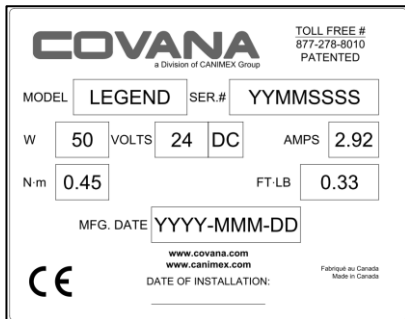 COVANA
a Division of CANIMEX Group
TOLL FREE #
877-278-8010
PATENTED
MODEL LEGEND SER.# YYMMSSSS
W 50 VOLTS 24 DC AMPS 2.92
N·m 0.45 FT·LB 0.33
MFG. DATE YYYY-MMM-DD
www.covana.com
www.canimex.com
CE
DATE OF INSTALLATION:
Fabriqué au Canada
Made in Canada